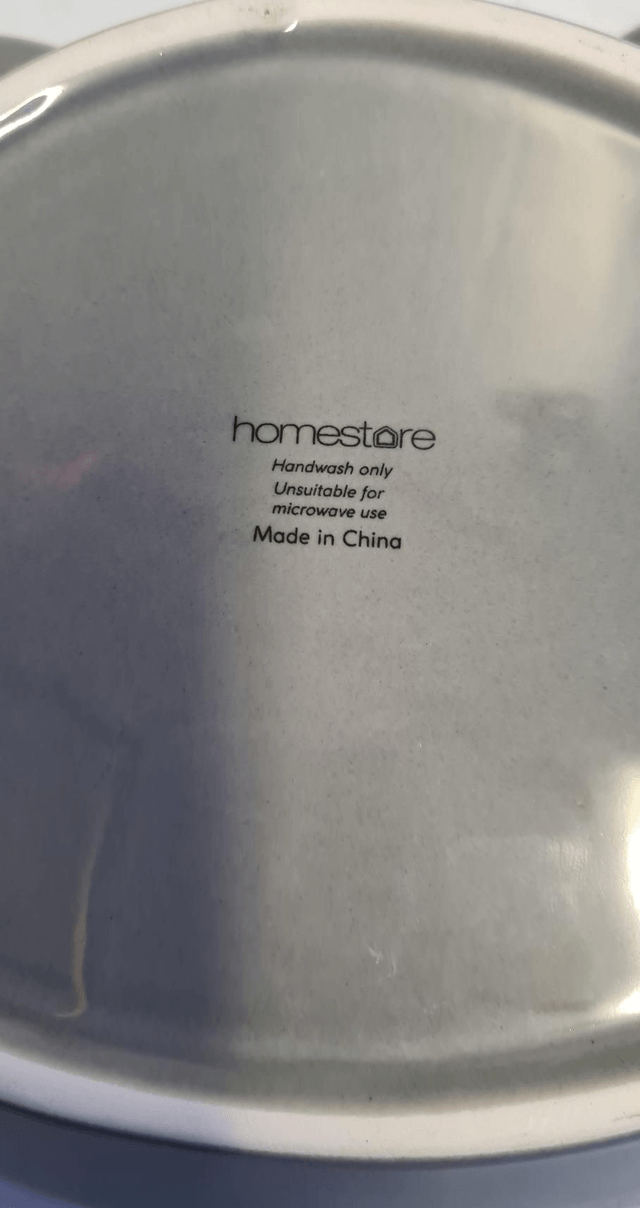 homestore
Handwash only
Unsuitable for
microwave use
Made in China